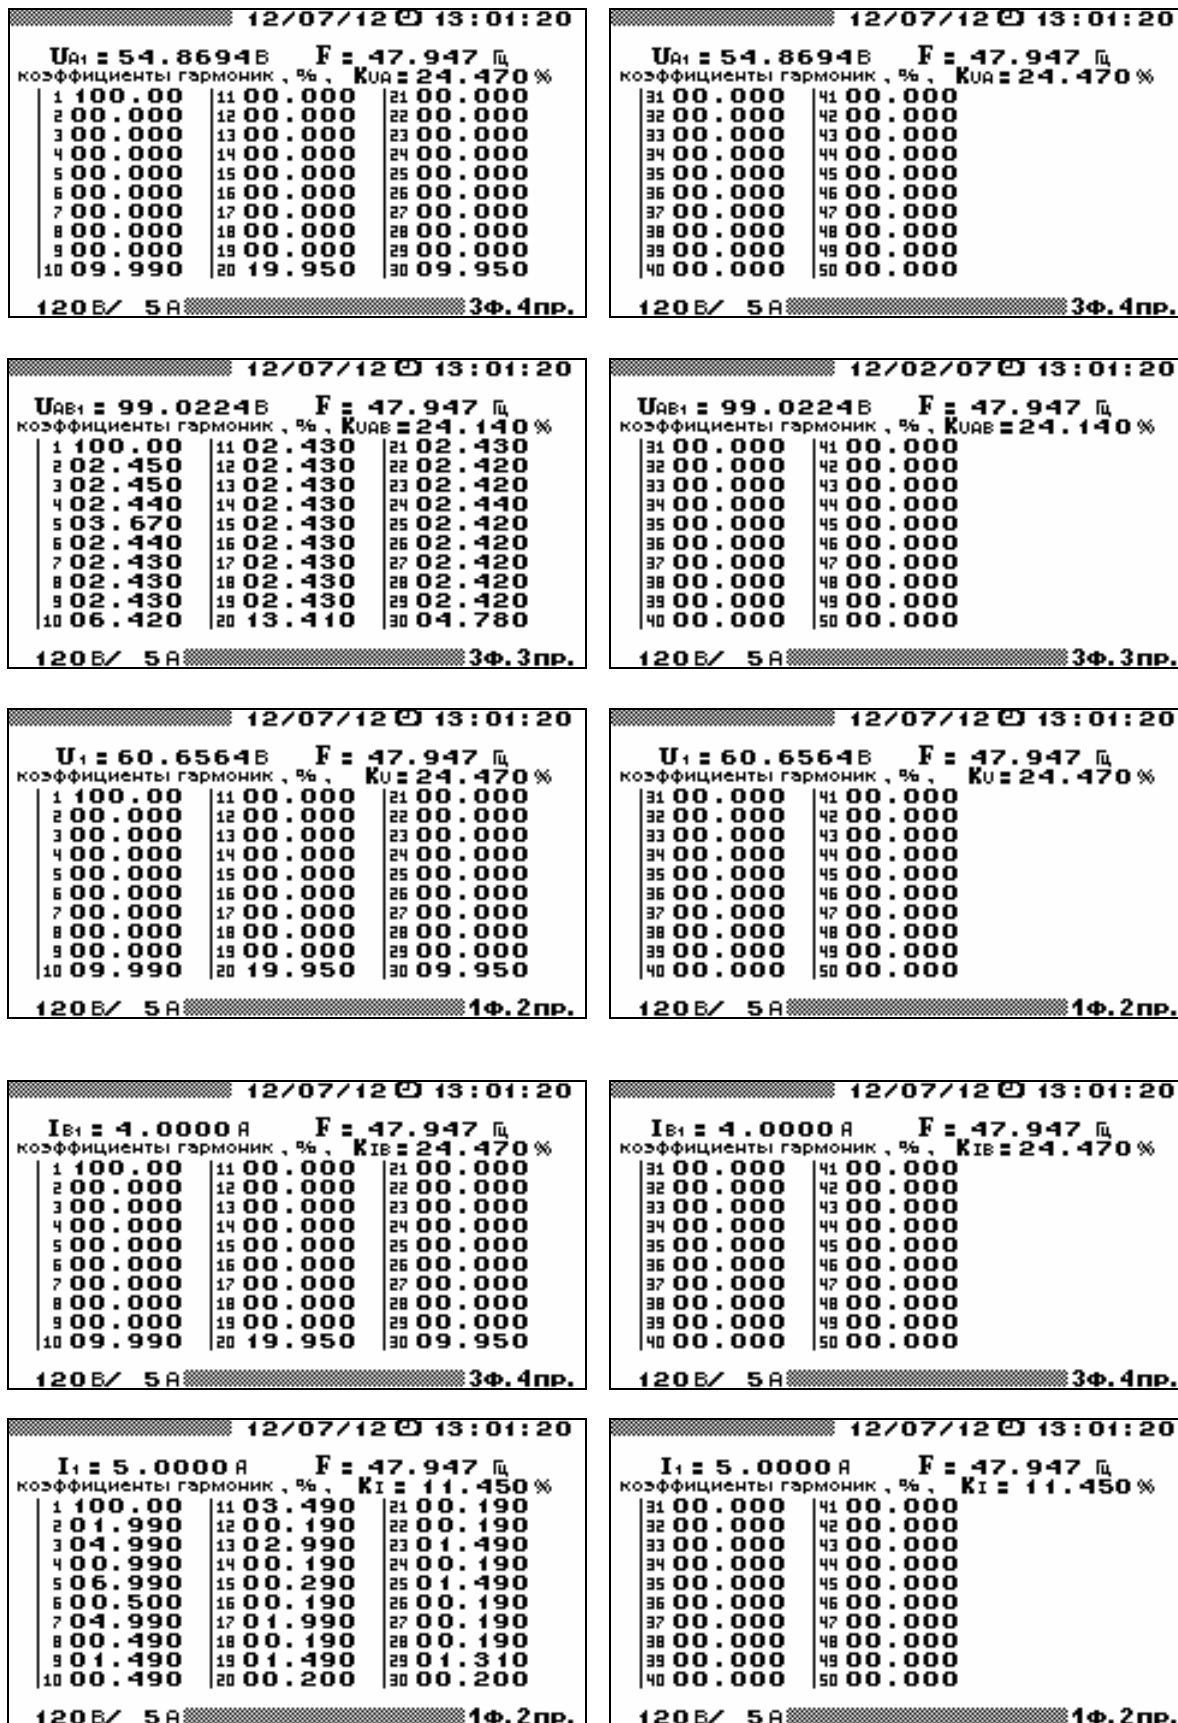 12/07/12 13:01:20
UA1 = 54.8694В F = 47.947 Гц
коэффициенты гармоник , % , KUA = 24.470 %
1 100.00 11 00.000 21 00.000
2 00.000 12 00.000 22 00.000
3 00.000 13 00.000 23 00.000
4 00.000 14 00.000 24 00.000
5 00.000 15 00.000 25 00.000
6 00.000 16 00.000 26 00.000
7 00.000 17 00.000 27 00.000
8 00.000 18 00.000 28 00.000
9 00.000 19 00.000 29 00.000
10 09.990 20 19.950 30 09.950
120В/ 5А 3ф.4пр.
12/07/12 13:01:20
UA1 = 54.8694В F = 47.947 Гц
коэффициенты гармоник , % , KUA = 24.470 %
31 00.000 41 00.000
32 00.000 42 00.000
33 00.000 43 00.000
34 00.000 44 00.000
35 00.000 45 00.000
36 00.000 46 00.000
37 00.000 47 00.000
38 00.000 48 00.000
39 00.000 49 00.000
40 00.000 50 00.000
120В/ 5А 3ф.4пр.
12/07/12 13:01:20
UAB1 = 99.0224В F = 47.947 Гц
коэффициенты гармоник , % , KUAB = 24.140 %
1 100.00 11 02.430 21 02.430
2 02.450 12 02.430 22 02.420
3 02.450 13 02.430 23 02.420
4 02.440 14 02.430 24 02.440
5 03.670 15 02.430 25 02.420
6 02.440 16 02.430 26 02.420
7 02.430 17 02.430 27 02.420
8 02.430 18 02.430 28 02.420
9 02.430 19 02.430 29 02.420
10 06.420 20 13.410 30 04.780
120В/ 5А 3ф.3пр.
12/02/07 13:01:20
UAB1 = 99.0224В F = 47.947 Гц
коэффициенты гармоник , % , KUAB = 24.140 %
31 00.000 41 00.000
32 00.000 42 00.000
33 00.000 43 00.000
34 00.000 44 00.000
35 00.000 45 00.000
36 00.000 46 00.000
37 00.000 47 00.000
38 00.000 48 00.000
39 00.000 49 00.000
40 00.000 50 00.000
120В/ 5А 3ф.3пр.
12/07/12 13:01:20
U1 = 60.6564В F = 47.947 Гц
коэффициенты гармоник , % , KU = 24.470 %
1 100.00 11 00.000 21 00.000
2 00.000 12 00.000 22 00.000
3 00.000 13 00.000 23 00.000
4 00.000 14 00.000 24 00.000
5 00.000 15 00.000 25 00.000
6 00.000 16 00.000 26 00.000
7 00.000 17 00.000 27 00.000
8 00.000 18 00.000 28 00.000
9 00.000 19 00.000 29 00.000
10 09.990 20 19.950 30 09.950
120В/ 5А 1ф.2пр.
12/07/12 13:01:20
U1 = 60.6564В F = 47.947 Гц
коэффициенты гармоник , % , KU = 24.470 %
31 00.000 41 00.000
32 00.000 42 00.000
33 00.000 43 00.000
34 00.000 44 00.000
35 00.000 45 00.000
36 00.000 46 00.000
37 00.000 47 00.000
38 00.000 48 00.000
39 00.000 49 00.000
40 00.000 50 00.000
120В/ 5А 1ф.2пр.
12/07/12 13:01:20
IB1 = 4.0000 А F = 47.947 Гц
коэффициенты гармоник , % , KIB = 24.470 %
1 100.00 11 00.000 21 00.000
2 00.000 12 00.000 22 00.000
3 00.000 13 00.000 23 00.000
4 00.000 14 00.000 24 00.000
5 00.000 15 00.000 25 00.000
6 00.000 16 00.000 26 00.000
7 00.000 17 00.000 27 00.000
8 00.000 18 00.000 28 00.000
9 00.000 19 00.000 29 00.000
10 09.990 20 19.950 30 09.950
120В/ 5А 3ф.4пр.
12/07/12 13:01:20
IB1 = 4.0000 А F = 47.947 Гц
коэффициенты гармоник , % , KIB = 24.470 %
31 00.000 41 00.000
32 00.000 42 00.000
33 00.000 43 00.000
34 00.000 44 00.000
35 00.000 45 00.000
36 00.000 46 00.000
37 00.000 47 00.000
38 00.000 48 00.000
39 00.000 49 00.000
40 00.000 50 00.000
120В/ 5А 3ф.4пр.
12/07/12 13:01:20
I1 = 5.0000 А F = 47.947 Гц
коэффициенты гармоник , % , KI = 11.450 %
1 100.00 11 03.490 21 00.190
2 01.990 12 00.190 22 00.190
3 04.990 13 02.990 23 01.490
4 00.990 14 00.190 24 00.190
5 06.990 15 00.290 25 01.490
6 00.500 16 00.190 26 00.190
7 04.990 17 01.990 27 00.190
8 00.490 18 00.190 28 00.190
9 01.490 19 01.490 29 01.310
10 00.490 20 00.200 30 00.200
120В/ 5А 1ф.2пр.
12/07/12 13:01:20
I1 = 5.0000 А F = 47.947 Гц
коэффициенты гармоник , % , KI = 11.450 %
31 00.000 41 00.000
32 00.000 42 00.000
33 00.000 43 00.000
34 00.000 44 00.000
35 00.000 45 00.000
36 00.000 46 00.000
37 00.000 47 00.000
38 00.000 48 00.000
39 00.000 49 00.000
40 00.000 50 00.000
120В/ 5А 1ф.2пр.